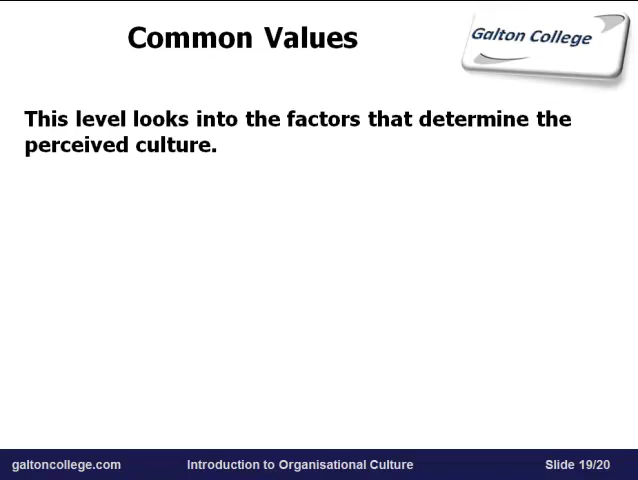 Common Values
Galton College
This level looks into the factors that determine the
perceived culture.
galtoncollege.com
Introduction to Organisational Culture
Slide 19/20